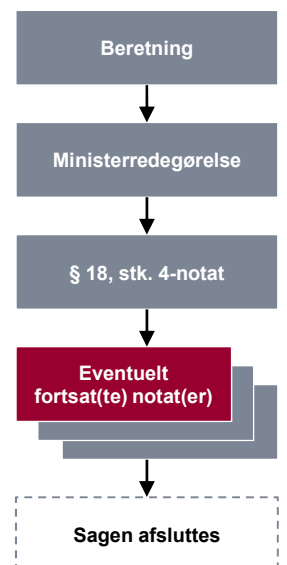 Beretning
Ministerredegørelse
§ 18, stk. 4-notat
Eventuelt
fortsat(te) notat(er)
Sagen afsluttes